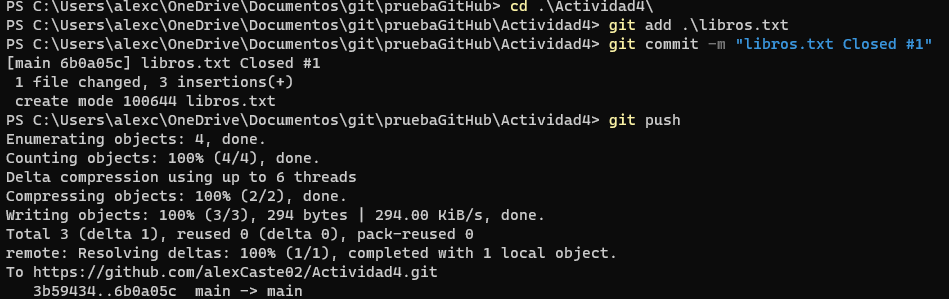 PS C:\Users\alexc\OneDrive\Documentos\git\pruebaGitHub> cd .\Actividad4\
PS C:\Users\alexc\OneDrive\Documentos\git\pruebaGitHub\Actividad4> git add .\libros.txt
PS C:\Users\alexc\OneDrive\Documentos\git\pruebaGitHub\Actividad4> git commit -m "libros.txt Closed #1"
[main 6b0a05c] libros.txt Closed #1
 1 file changed, 3 insertions(+)
 create mode 100644 libros.txt
PS C:\Users\alexc\OneDrive\Documentos\git\pruebaGitHub\Actividad4> git push
Enumerating objects: 4, done.
Counting objects: 100% (4/4), done.
Delta compression using up to 6 threads
Compressing objects: 100% (2/2), done.
Writing objects: 100% (3/3), 294 bytes | 294.00 KiB/s, done.
Total 3 (delta 1), reused 0 (delta 0), pack-reused 0
remote: Resolving deltas: 100% (1/1), completed with 1 local object.
To https://github.com/alexCaste02/Actividad4.git
   3b59434..6b0a05c  main -> main